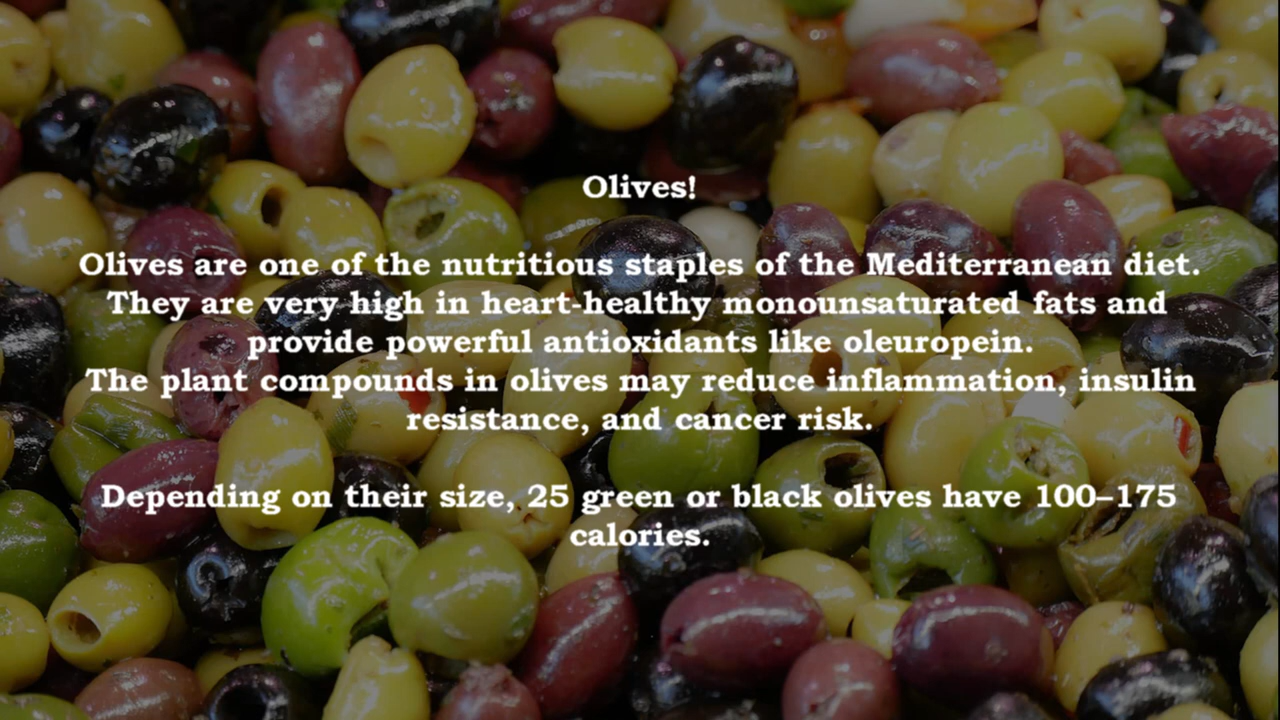 Olives!
Olives are one of the nutritious staples of the Mediterranean diet.
They are very high in heart-healthy monounsaturated fats and
provide powerful antioxidants like oleuropein.
The plant compounds in olives may reduce inflammation, insulin
resistance, and cancer risk.
Depending on their size, 25 green or black olives have 100–175
calories.